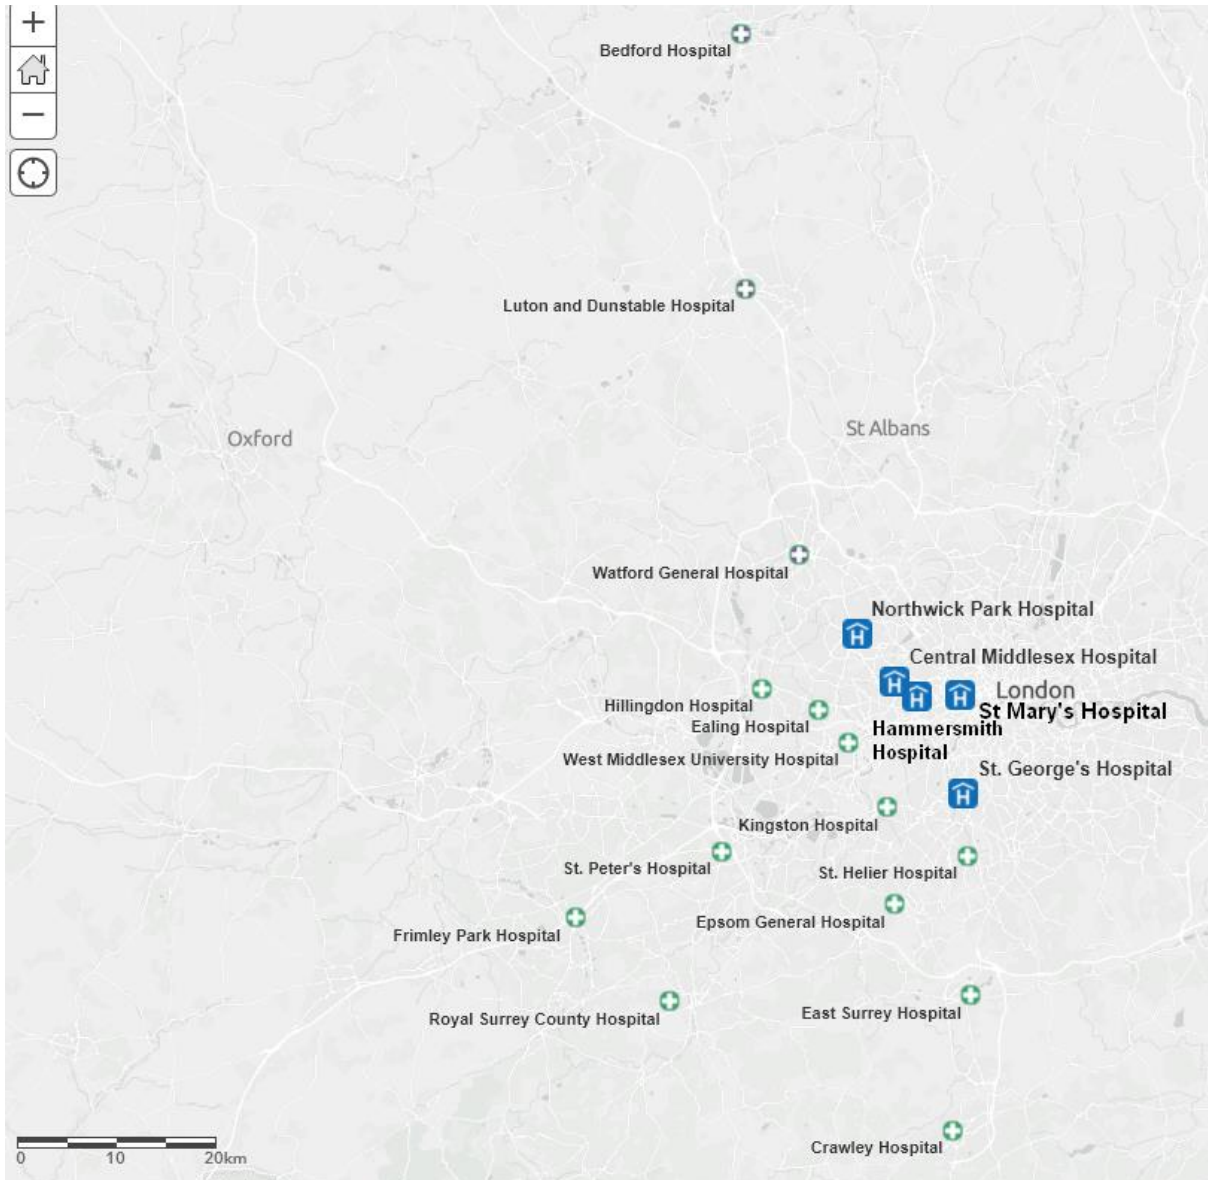 +
−
Bedford Hospital
Luton and Dunstable Hospital
Oxford
St Albans
Watford General Hospital
Northwick Park Hospital
H
Central Middlesex Hospital
H
H
H
London
Hillingdon Hospital
St Mary's Hospital
Ealing Hospital
Hammersmith
Hospital
West Middlesex University Hospital
St. George's Hospital
H
Kingston Hospital
St. Peter's Hospital
St. Helier Hospital
Epsom General Hospital
Frimley Park Hospital
East Surrey Hospital
Royal Surrey County Hospital
Crawley Hospital
0 10 20km